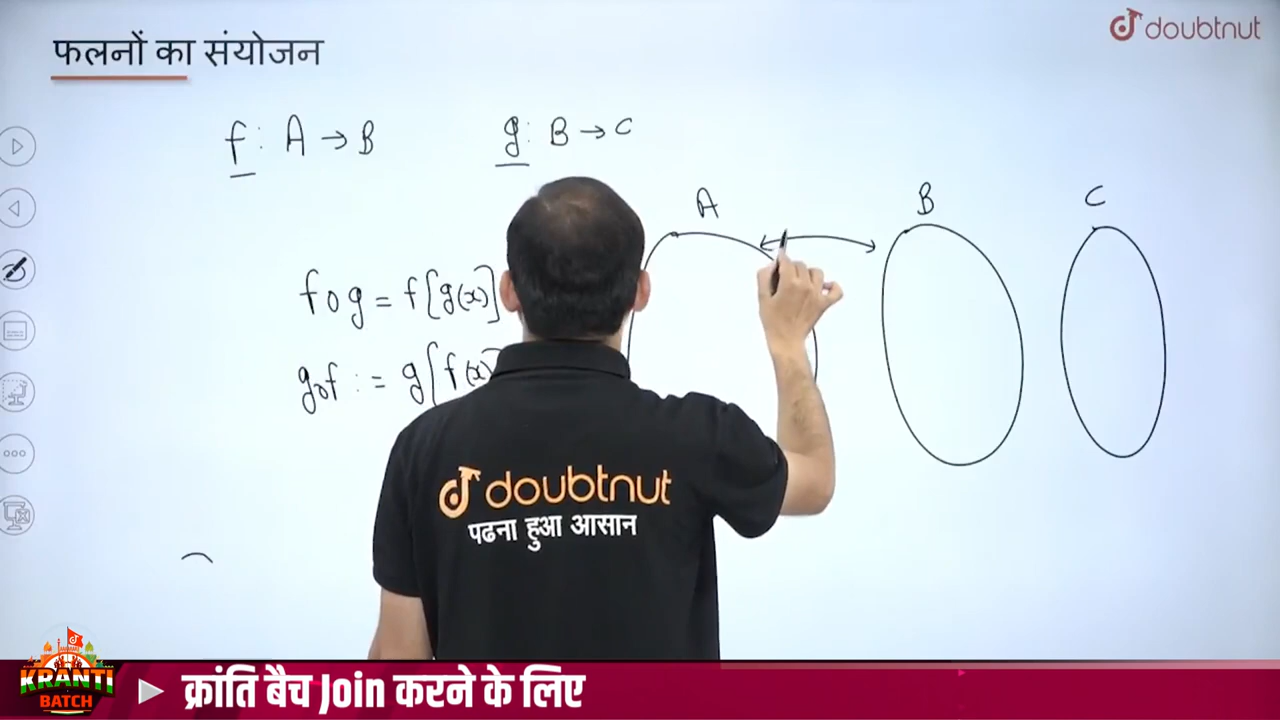 फलनों का संयोजन
doubtnut
f : A → B
g : B → C
A
B
C
fog = f[g(x)]
gof := g[f(x)
doubtnut
पढना हुआ आसान
KRANTI
BATCH
क्रांति बैच Join करने के लिए